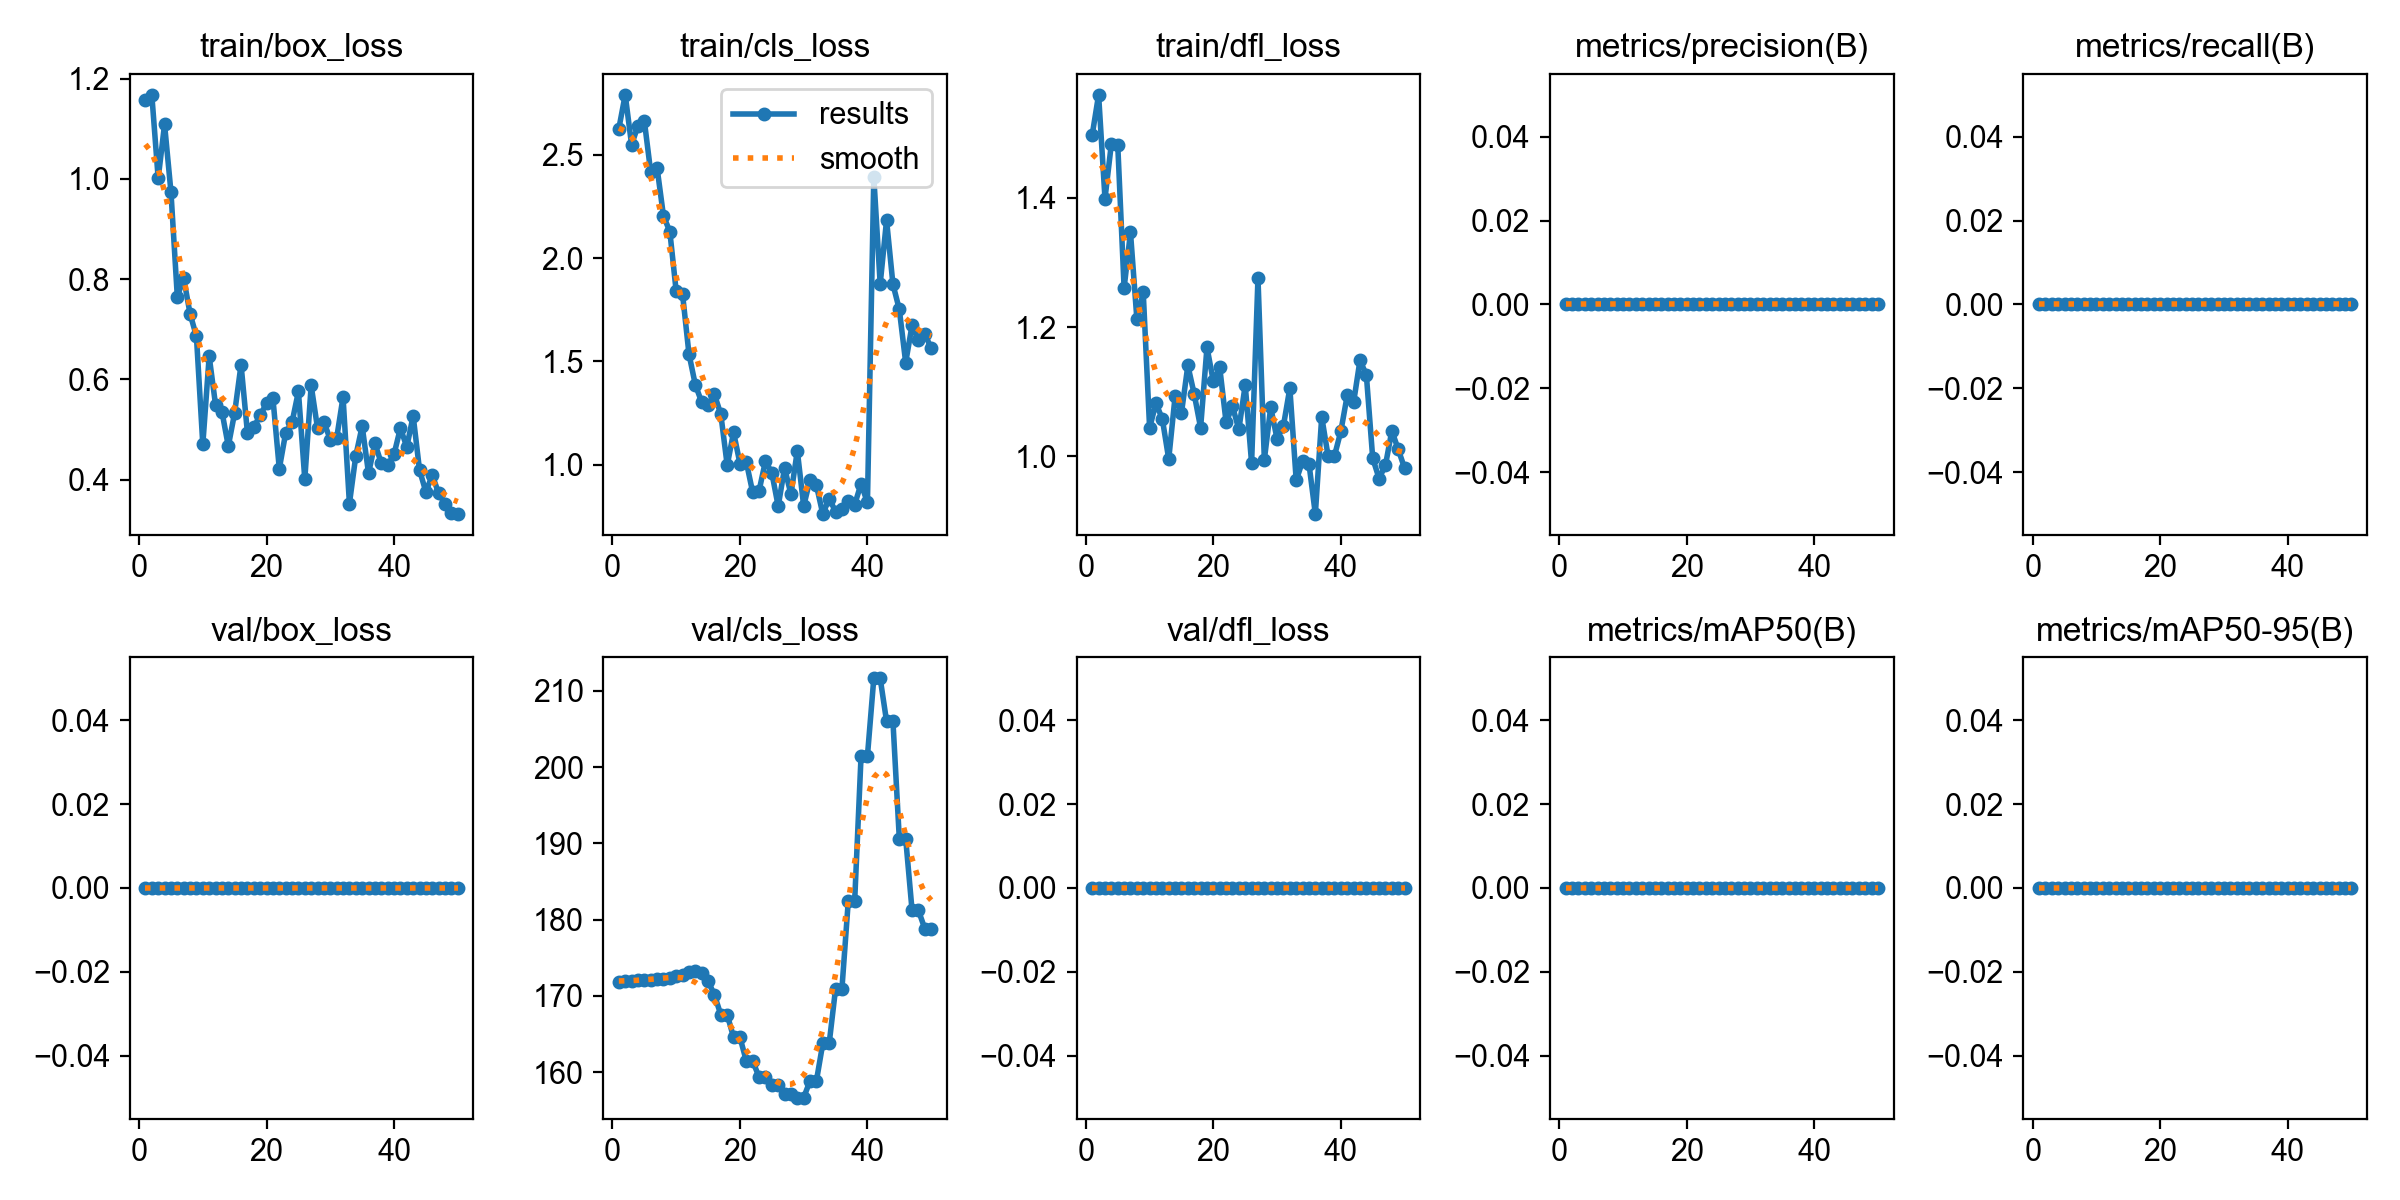 train/box_loss
train/cls_loss
train/dfl_loss
metrics/precision(B)
metrics/recall(B)
1.2
1.0
0.8
0.6
0.4
0 20 40
results
smooth
2.5
2.0
1.5
1.0
0 20 40
1.4
1.2
1.0
0 20 40
0.04
0.02
0.00
−0.02
−0.04
0 20 40
0.04
0.02
0.00
−0.02
−0.04
0 20 40
val/box_loss
val/cls_loss
val/dfl_loss
metrics/mAP50(B)
metrics/mAP50-95(B)
0.04
0.02
0.00
−0.02
−0.04
0 20 40
210
200
190
180
170
160
0 20 40
0.04
0.02
0.00
−0.02
−0.04
0 20 40
0.04
0.02
0.00
−0.02
−0.04
0 20 40
0.04
0.02
0.00
−0.02
−0.04
0 20 40